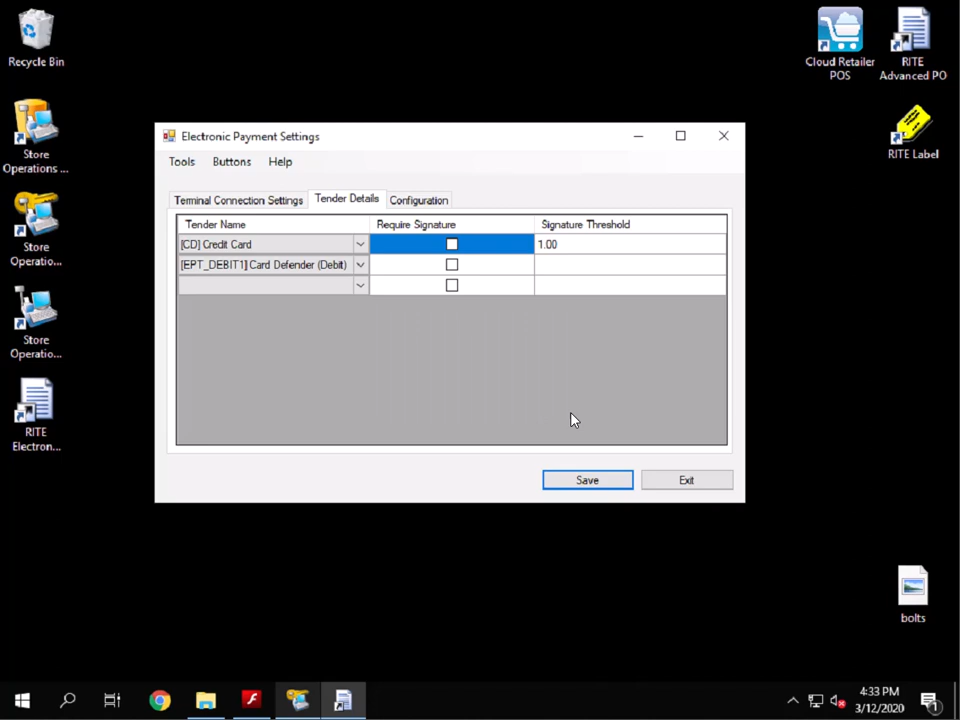 Recycle Bin
Store
Operations ...
Store
Operatio...
Store
Operatio...
RITE
Electron...
Cloud Retailer
POS
RITE
Advanced PO
RITE Label
bolts
Electronic Payment Settings
Tools Buttons Help
Terminal Connection Settings Tender Details Configuration
Tender Name Require Signature Signature Threshold
[CD] Credit Card 1.00
[EPT_DEBIT1] Card Defender (Debit)
Save Exit
4:33 PM
3/12/2020
1